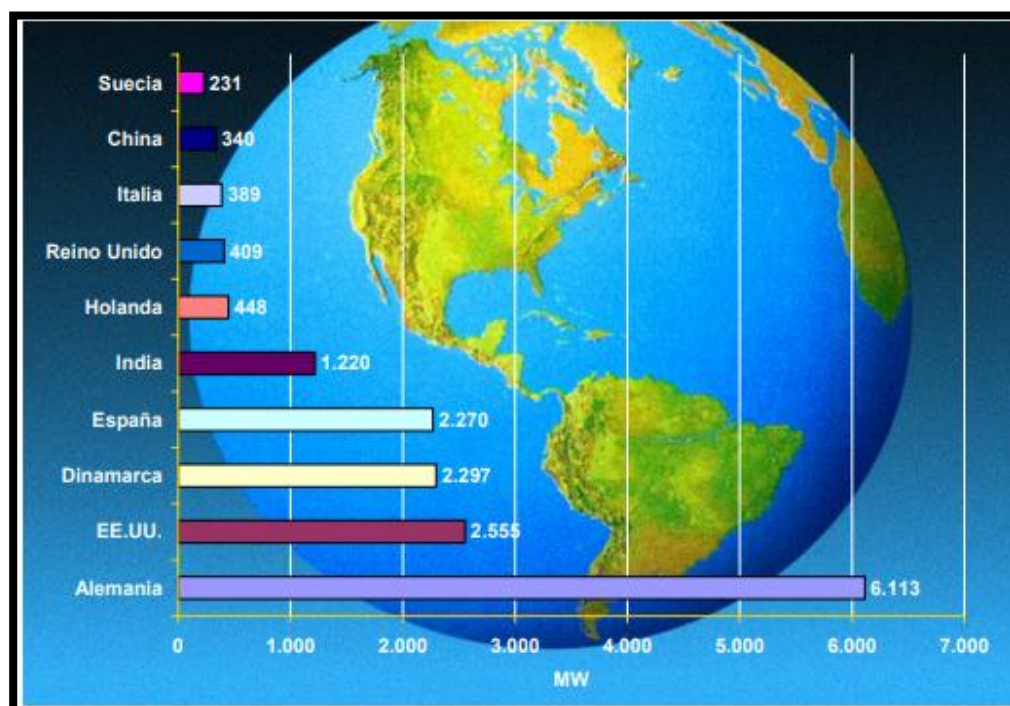 Suecia 231
China 340
Italia 389
Reino Unido 409
Holanda 448
India 1.220
España 2.270
Dinamarca 2.297
EE.UU. 2.555
Alemania 6.113
0 1.000 2.000 3.000 4.000 5.000 6.000 7.000
MW